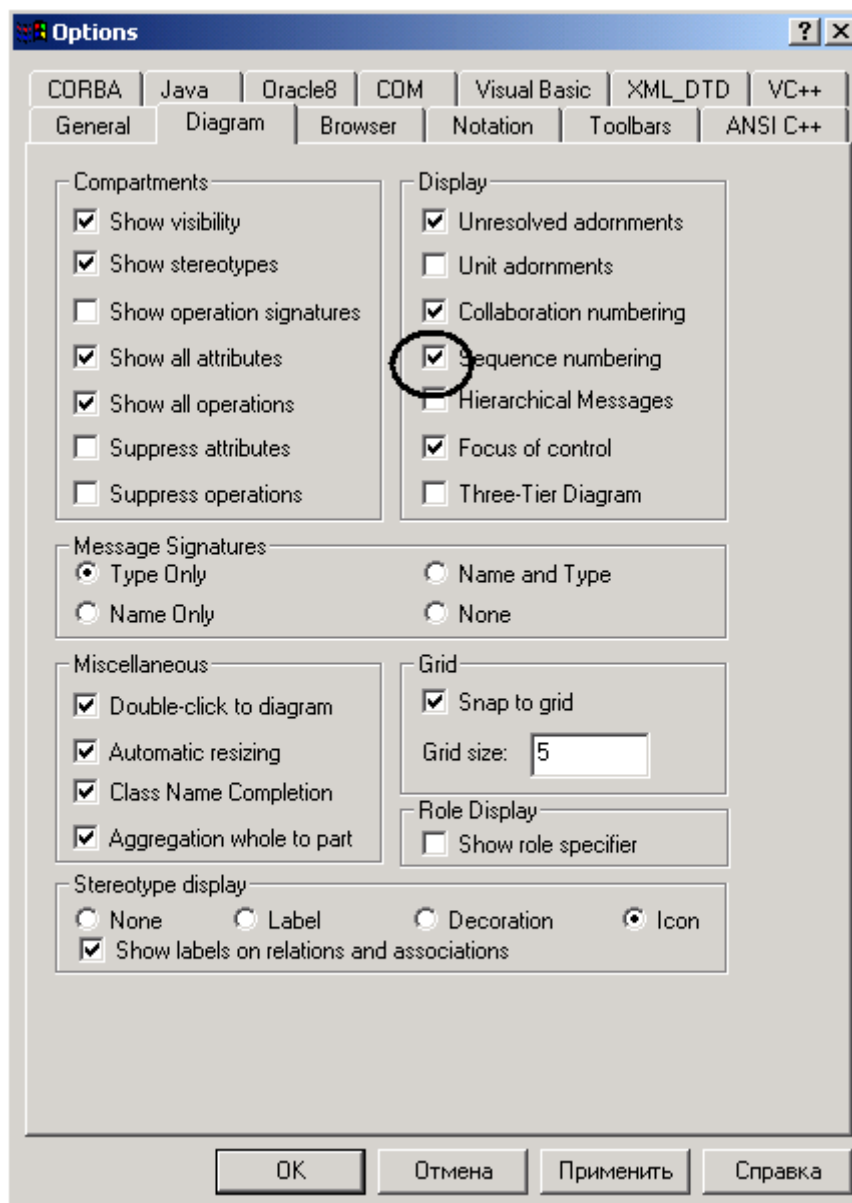 Options
CORBA Java Oracle8 COM Visual Basic XML_DTD VC++
General Diagram Browser Notation Toolbars ANSI C++
Compartments Display
Show visibility Unresolved adornments
Show stereotypes Unit adornments
Show operation signatures Collaboration numbering
Show all attributes Sequence numbering
Show all operations Hierarchical Messages
Suppress attributes Focus of control
Suppress operations Three-Tier Diagram
Message Signatures
Type Only Name and Type
Name Only None
Miscellaneous Grid
Double-click to diagram Snap to grid
Automatic resizing Grid size: 5
Class Name Completion
Role Display
Aggregation whole to part Show role specifier
Stereotype display
None Label Decoration Icon
Show labels on relations and associations
OK Отмена Применить Справка